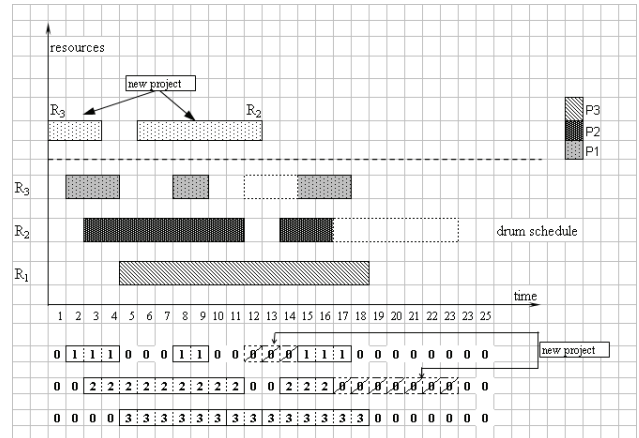 resources
new project
R3 R2
P3
P2
P1
R3
R2 drum schedule
R1
time
1 2 3 4 5 6 7 8 9 10 11 12 13 14 15 16 17 18 19 20 21 22 23 23 25
0 1 1 1 0 0 0 1 1 0 0 0 0 0 1 1 1 0 0 0 0 0 0 0 0
new project
0 0 2 2 2 2 2 2 2 2 2 0 0 2 2 2 0 0 0 0 0 0 0 0 0
0 0 0 0 3 3 3 3 3 3 3 3 3 3 3 3 3 3 0 0 0 0 0 0 0